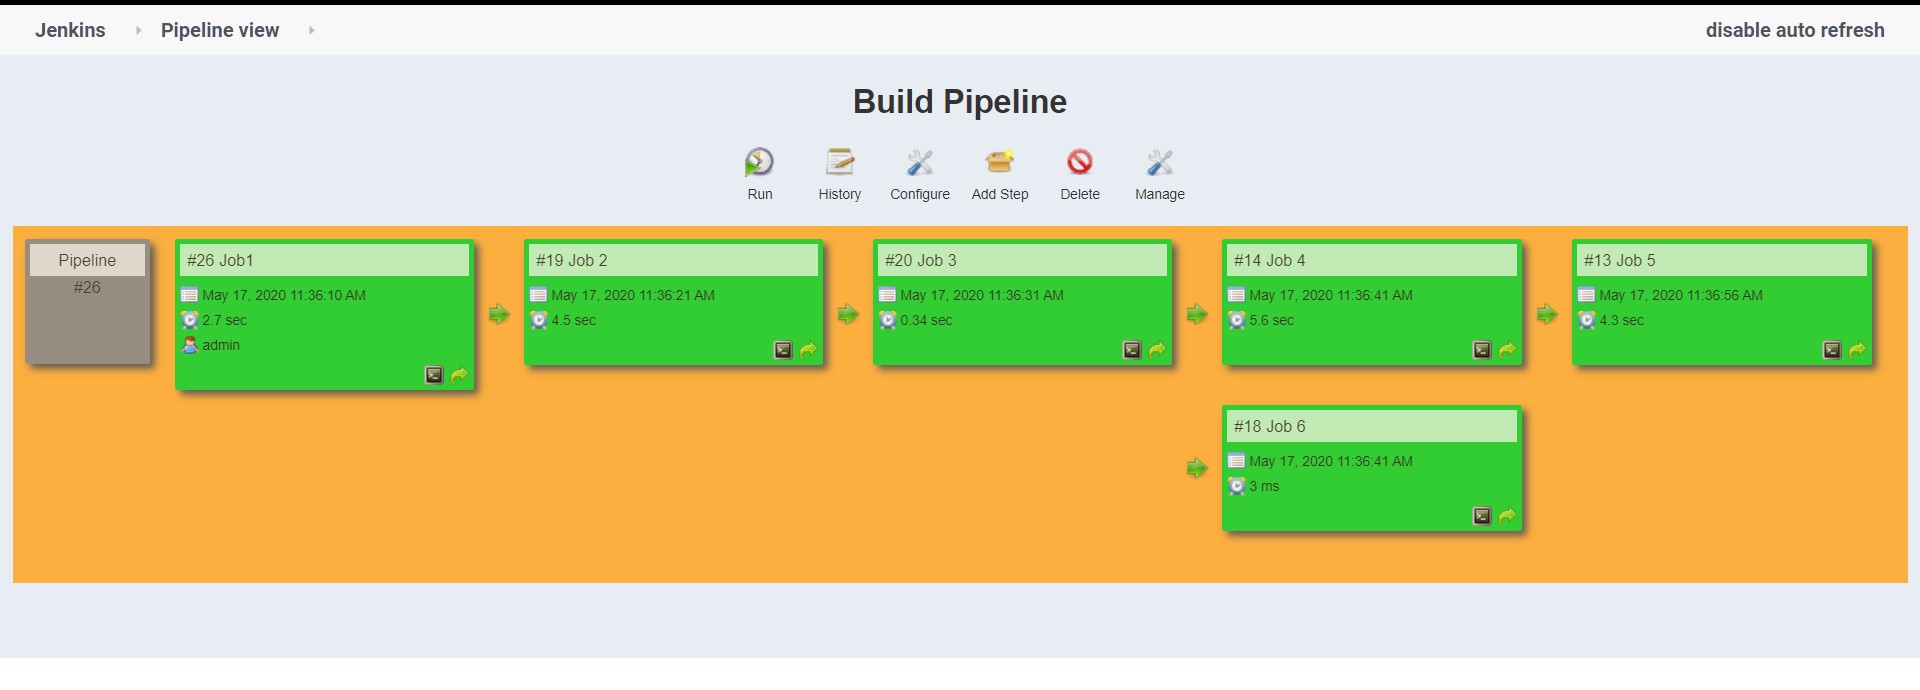 Jenkins
Pipeline view
disable auto refresh
Build Pipeline
Run
History
Configure
Add Step
Delete
Manage
Pipeline
#26
#26 Job1
May 17, 2020 11:36:10 AM
2.7 sec
admin
#19 Job 2
May 17, 2020 11:36:21 AM
4.5 sec
#20 Job 3
May 17, 2020 11:36:31 AM
0.34 sec
#14 Job 4
May 17, 2020 11:36:41 AM
5.6 sec
#13 Job 5
May 17, 2020 11:36:56 AM
4.3 sec
#18 Job 6
May 17, 2020 11:36:41 AM
3 ms